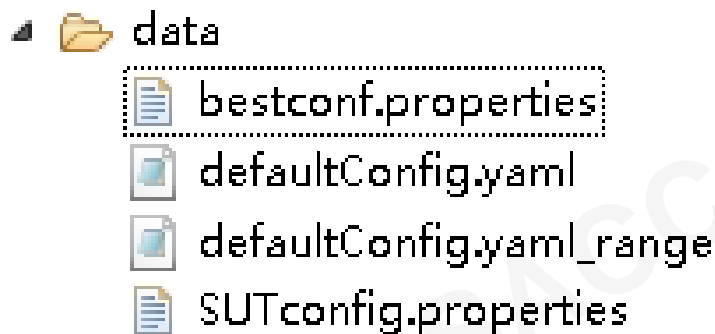 data
bestconf.properties
defaultConfig.yaml
defaultConfig.yaml_range
SUTconfig.properties